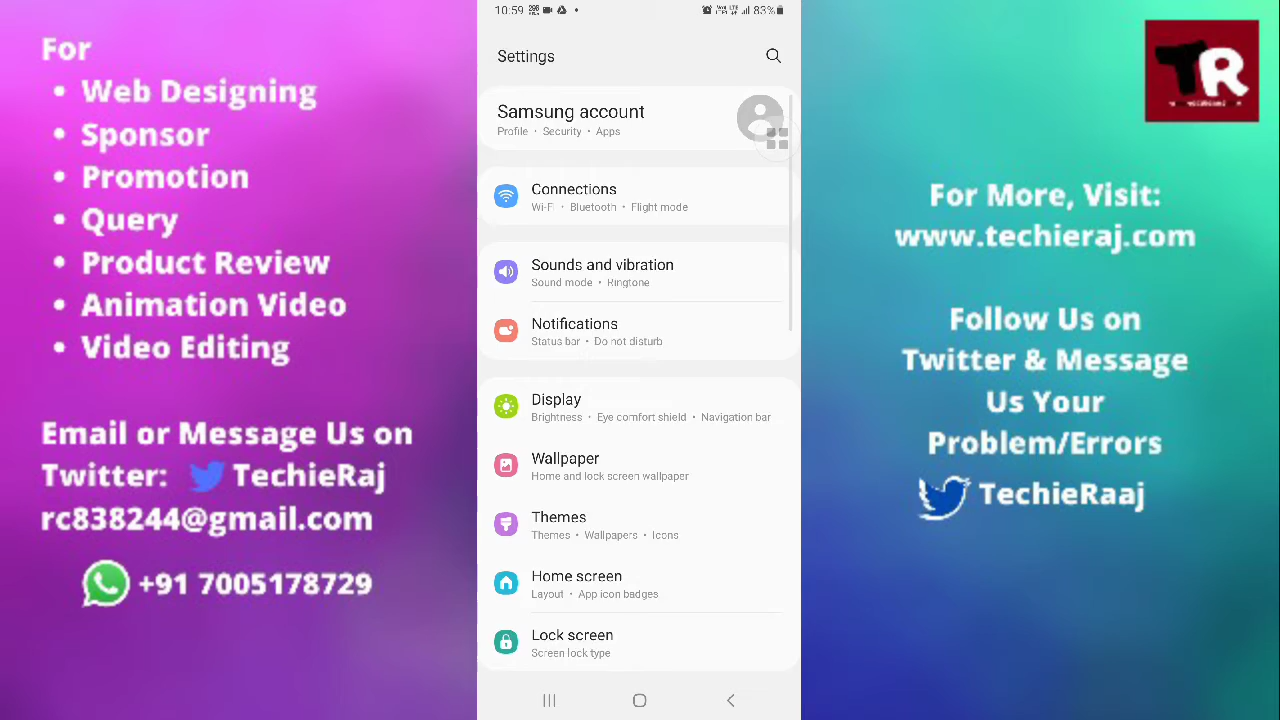 For
• Web Designing
• Sponsor
• Promotion
• Query
• Product Review
• Animation Video
• Video Editing
Email or Message Us on
Twitter: TechieRaj
rc838244@gmail.com
+91 7005178729
10:59
83%
Settings
Samsung account
Profile • Security • Apps
Connections
Wi-Fi • Bluetooth • Flight mode
Sounds and vibration
Sound mode • Ringtone
Notifications
Status bar • Do not disturb
Display
Brightness • Eye comfort shield • Navigation bar
Wallpaper
Home and lock screen wallpaper
Themes
Themes • Wallpapers • Icons
Home screen
Layout • App icon badges
Lock screen
Screen lock type
TR
For More, Visit:
www.techieraj.com
Follow Us on
Twitter & Message
Us Your
Problem/Errors
TechieRaaj